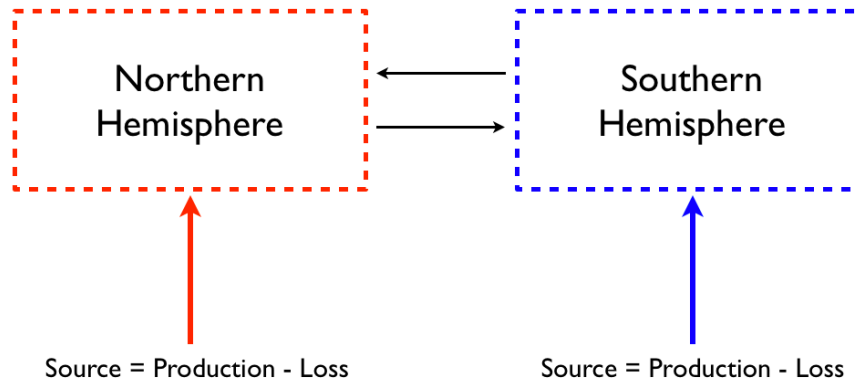 Northern
Hemisphere
Southern
Hemisphere
Source = Production - Loss
Source = Production - Loss